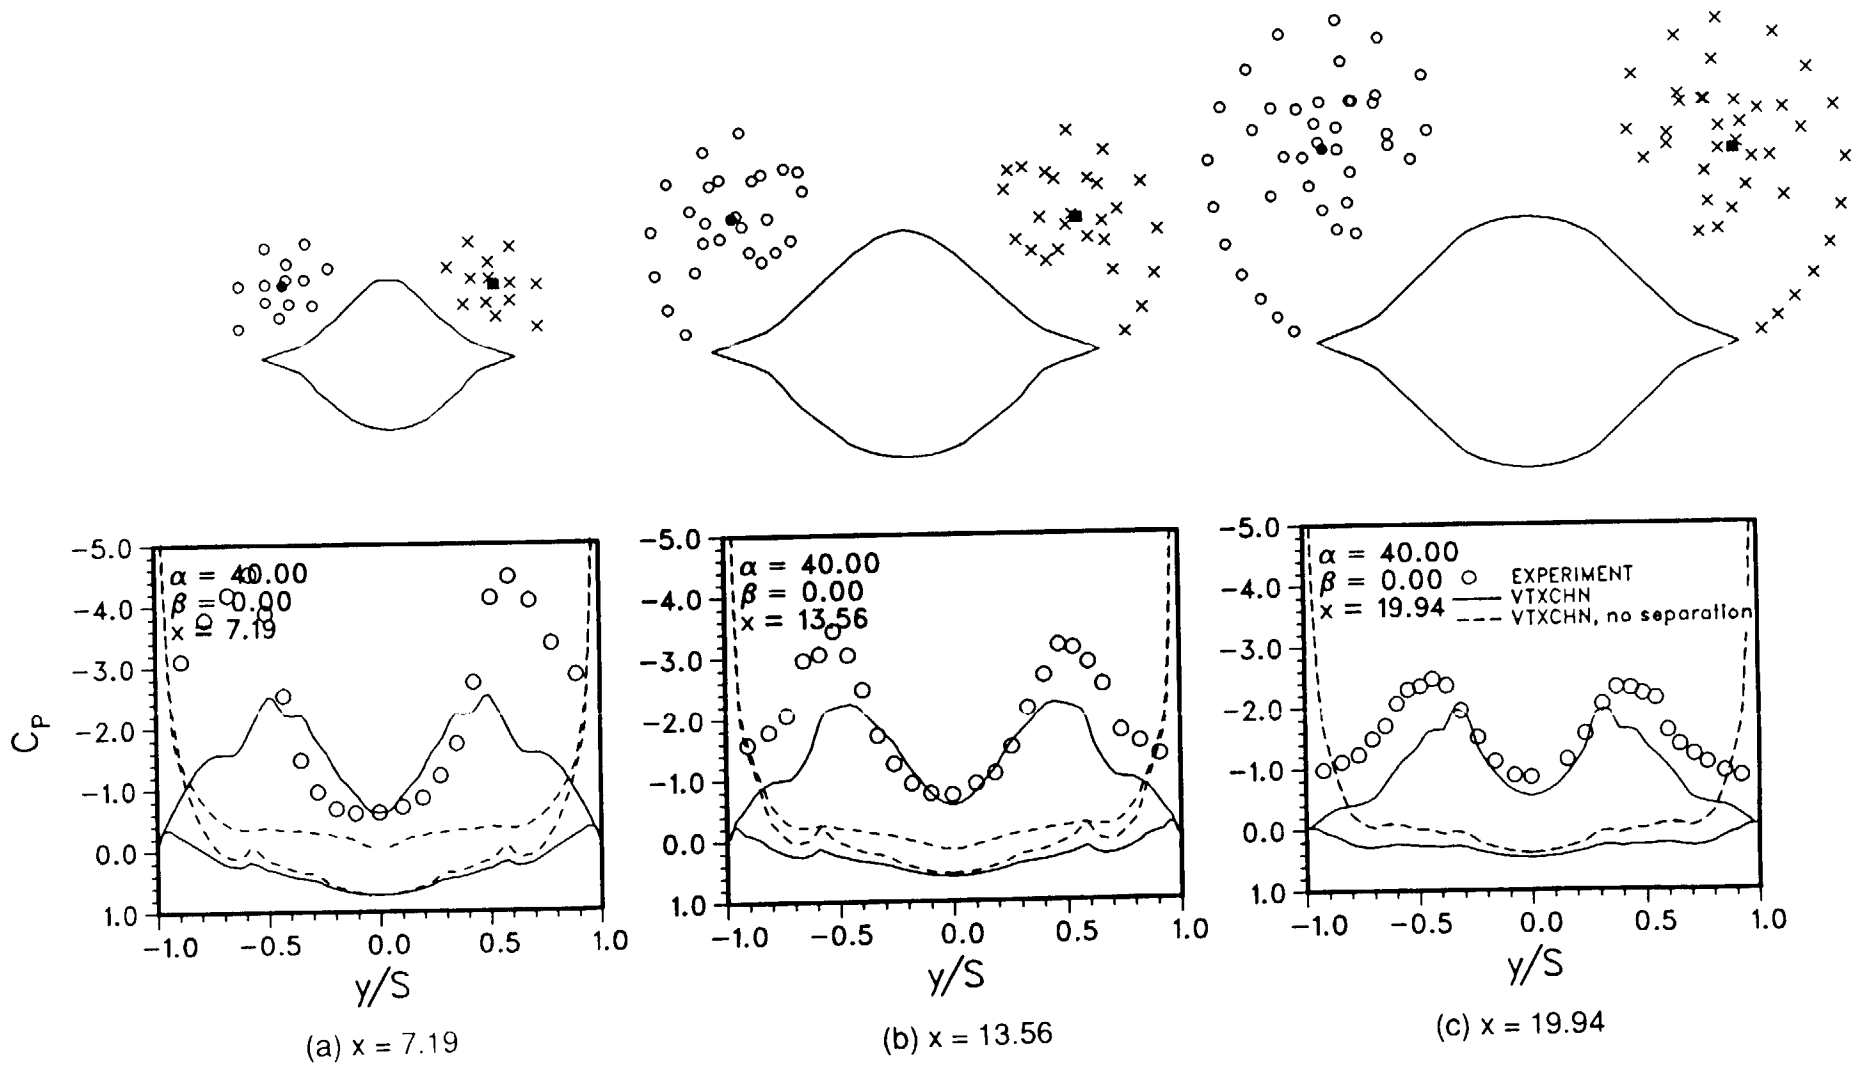 −5.0
−4.0
−3.0
−2.0
−1.0
0.0
1.0
C_P
α = 40.00
β = 0.00
x = 7.19
−1.0 −0.5 0.0 0.5 1.0
y/S
(a) x = 7.19
−5.0
−4.0
−3.0
−2.0
−1.0
0.0
1.0
α = 40.00
β = 0.00
x = 13.56
−1.0 −0.5 0.0 0.5 1.0
y/S
(b) x = 13.56
−5.0
−4.0
−3.0
−2.0
−1.0
0.0
1.0
α = 40.00
β = 0.00
x = 19.94
EXPERIMENT
VTXCHN
VTXCHN, no separation
−1.0 −0.5 0.0 0.5 1.0
y/S
(c) x = 19.94